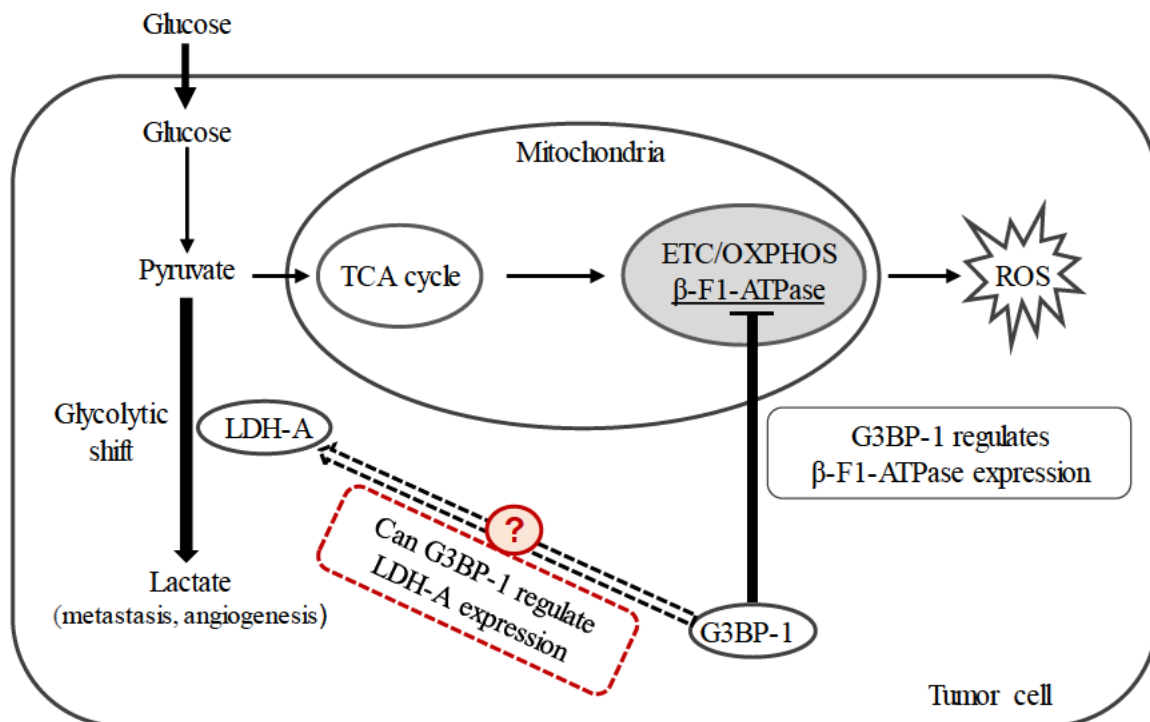 Glucose
Glucose
Mitochondria
Pyruvate
TCA cycle
ETC/OXPHOS
β-F1-ATPase
ROS
Glycolytic
shift
LDH-A
G3BP-1 regulates
β-F1-ATPase expression
?
Can G3BP-1 regulate
LDH-A expression
Lactate
(metastasis, angiogenesis)
G3BP-1
Tumor cell